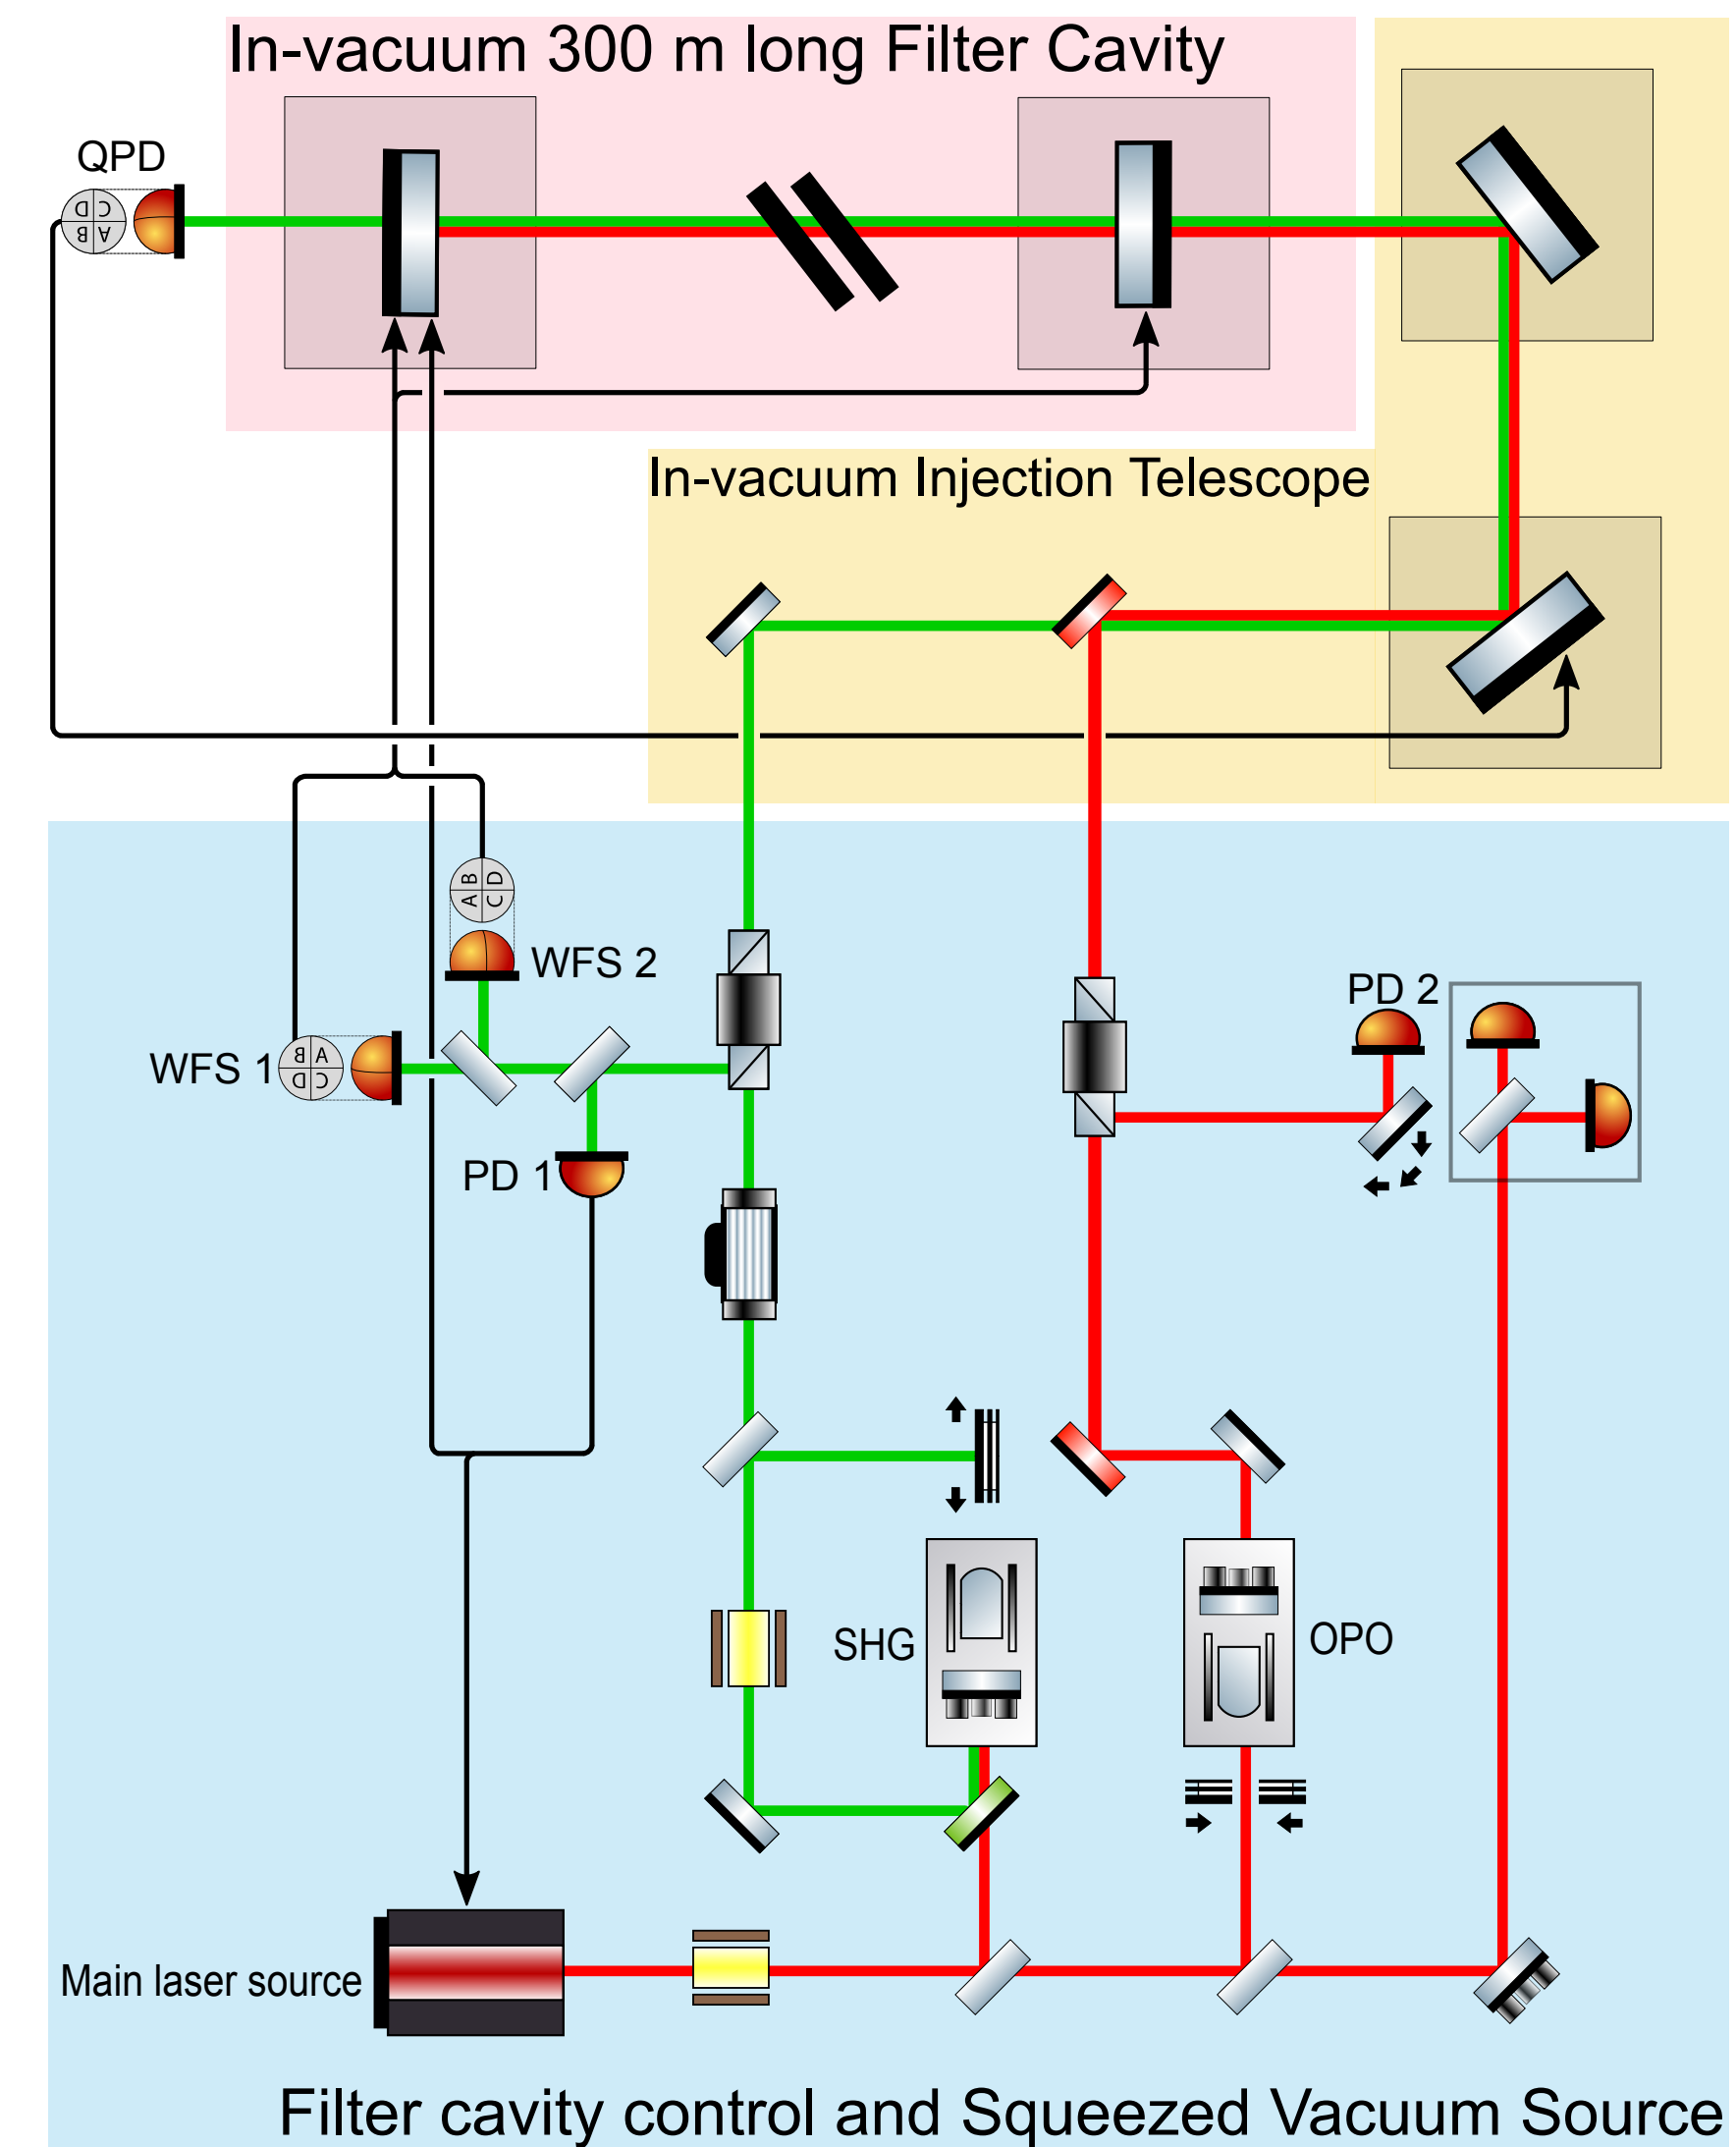 In-vacuum 300 m long Filter Cavity
QPD
A B C D
In-vacuum Injection Telescope
A B C D
WFS 2
PD 2
WFS 1
A B C D
PD 1
SHG
OPO
Main laser source
Filter cavity control and Squeezed Vacuum Source